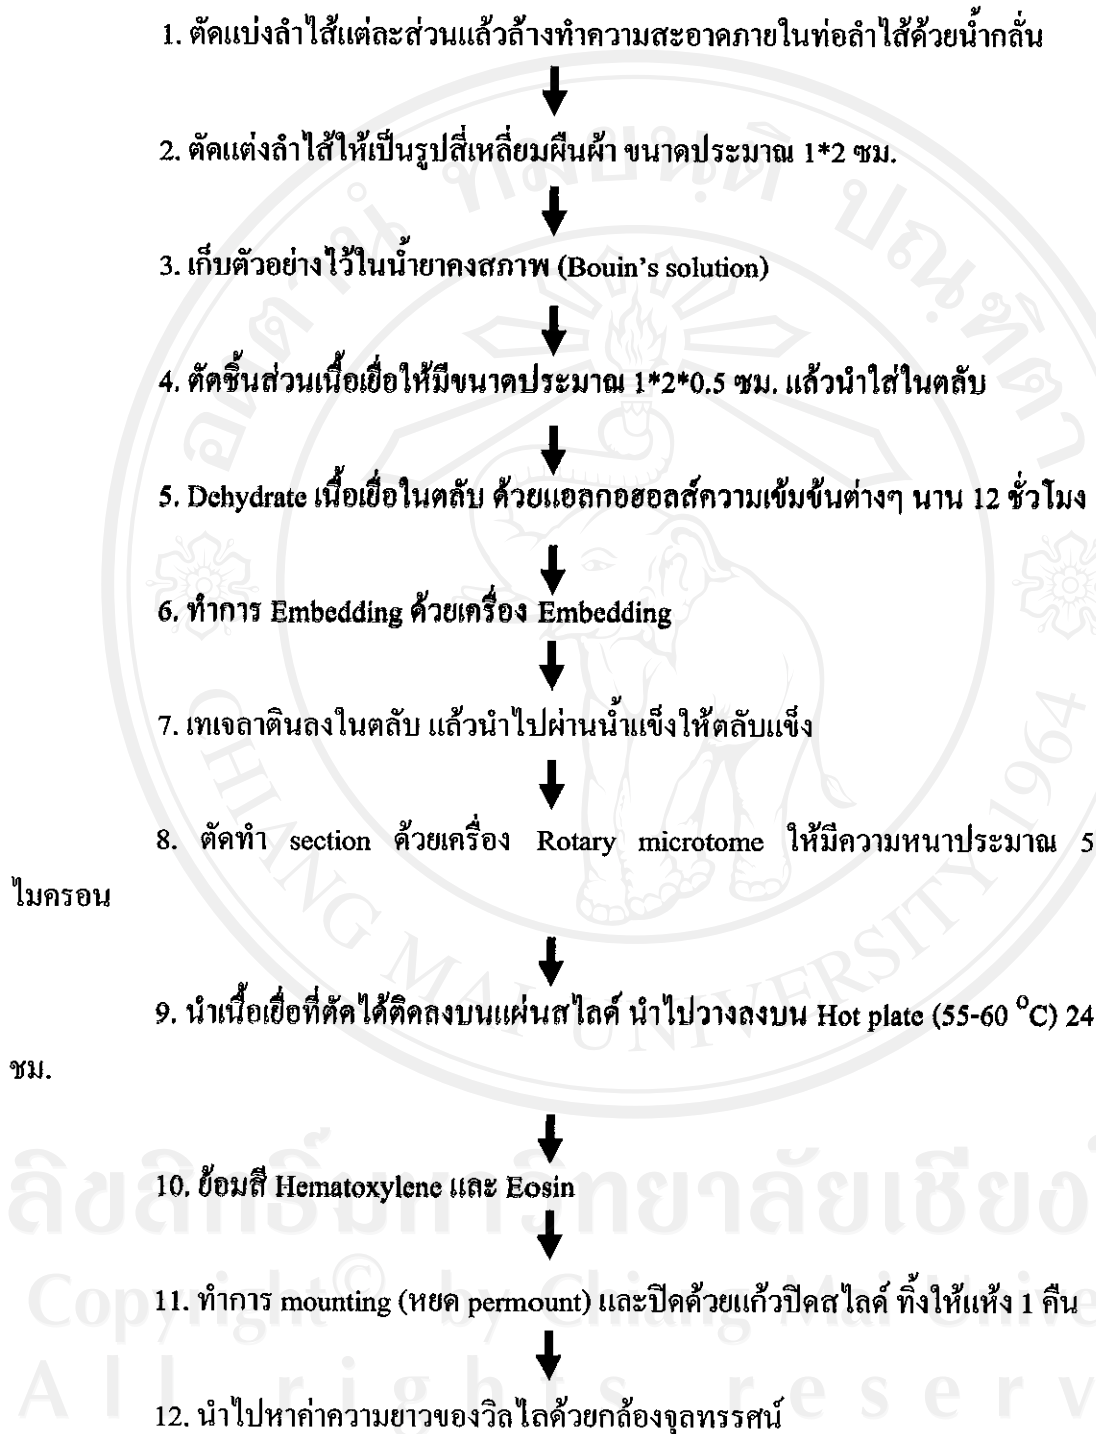 1. ตัดแบ่งลำไส้แต่ละส่วนแล้วล้างทำความสะอาดภายในท่อลำไส้ด้วยน้ำกลั่น
2. ตัดแต่งลำไส้ให้เป็นรูปสี่เหลี่ยมผืนผ้า ขนาดประมาณ 1*2 ซม.
3. เก็บตัวอย่างไว้ในน้ำยาคงสภาพ (Bouin's solution)
4. ตัดชิ้นส่วนเนื้อเยื่อให้มีขนาดประมาณ 1*2*0.5 ซม. แล้วนำใส่ในตลับ
5. Dehydrate เนื้อเยื่อในตลับ ด้วยแอลกอฮอลส์ความเข้มข้นต่างๆ นาน 12 ชั่วโมง
6. ทำการ Embedding ด้วยเครื่อง Embedding
7. เทเจลาตินลงในตลับ แล้วนำไปผ่านน้ำแข็งให้ตลับแข็ง
8. ตัดทำ section ด้วยเครื่อง Rotary microtome ให้มีความหนาประมาณ 5
ไมครอน
9. นำเนื้อเยื่อที่ตัดได้ติดลงบนแผ่นสไลด์ นำไปวางลงบน Hot plate (55-60 °C) 24
ชม.
10. ย้อมสี Hematoxylene และ Eosin
11. ทำการ mounting (หยด permount) และปิดด้วยแก้วปิดสไลด์ ทิ้งให้แห้ง 1 คืน
12. นำไปหาค่าความยาวของวิลไลด้วยกล้องจุลทรรศน์
อตฺตานํ ทมยนฺติ ปณฺฑิตา
CHIANG MAI UNIVERSITY 1964
ลิขสิทธิ์มหาวิทยาลัยเชียง
Copyright© by Chiang Mai Unive
All rights reserv